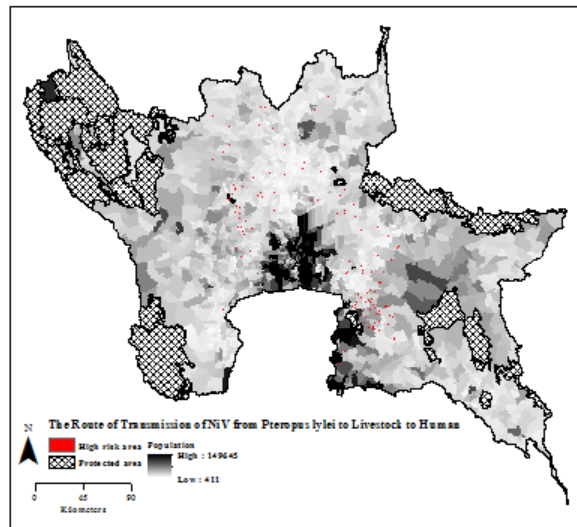 The Route of Transmission of NiV from Pteropus lylei to Livestock to Human
N
High risk area
Protected area
Population
High : 149645
Low : 411
0 45 90
Kilometers